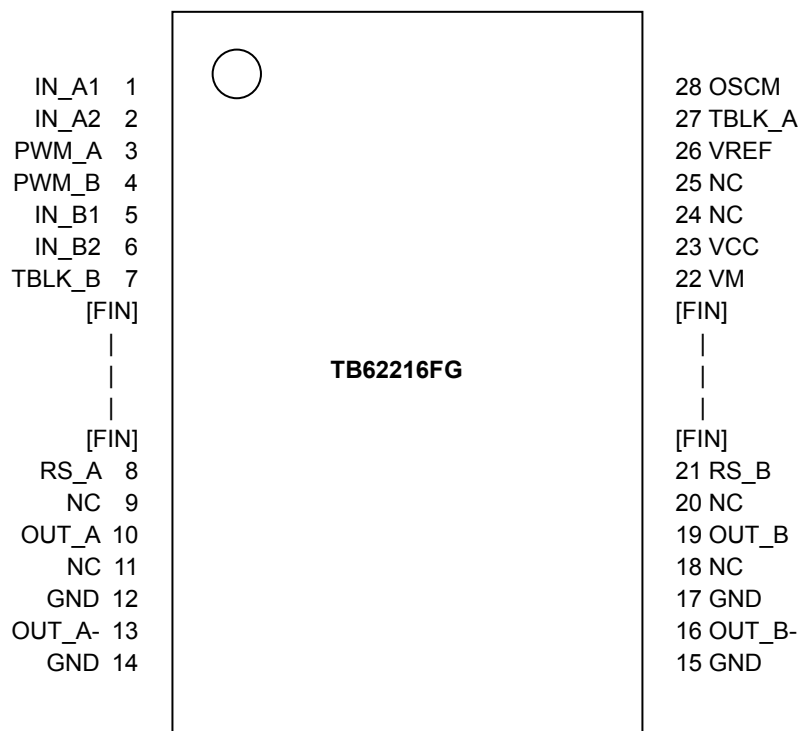 IN_A1 1
IN_A2 2
PWM_A 3
PWM_B 4
IN_B1 5
IN_B2 6
TBLK_B 7
[FIN]
|
|
|
[FIN]
RS_A 8
NC 9
OUT_A 10
NC 11
GND 12
OUT_A- 13
GND 14
TB62216FG
28 OSCM
27 TBLK_A
26 VREF
25 NC
24 NC
23 VCC
22 VM
[FIN]
|
|
|
[FIN]
21 RS_B
20 NC
19 OUT_B
18 NC
17 GND
16 OUT_B-
15 GND